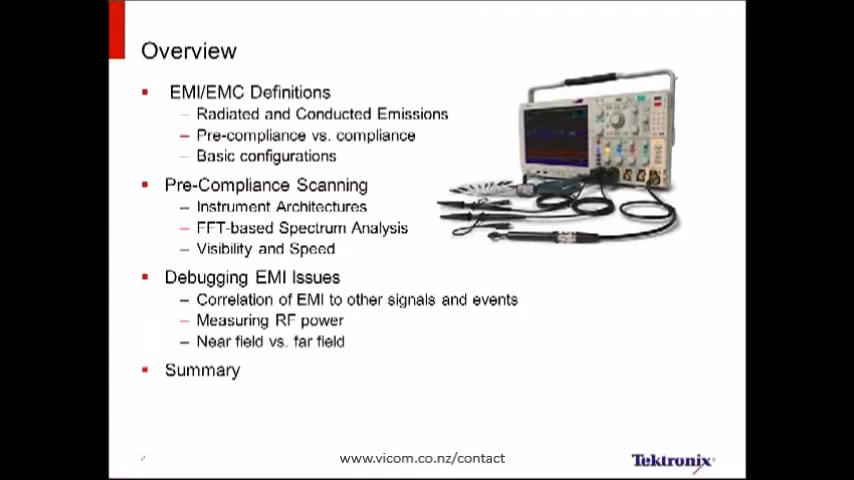 Overview
EMI/EMC Definitions
Radiated and Conducted Emissions
Pre-compliance vs. compliance
Basic configurations
Pre-Compliance Scanning
Instrument Architectures
FFT-based Spectrum Analysis
Visibility and Speed
Debugging EMI Issues
Correlation of EMI to other signals and events
Measuring RF power
Near field vs. far field
Summary
www.vicom.co.nz/contact
Tektronix